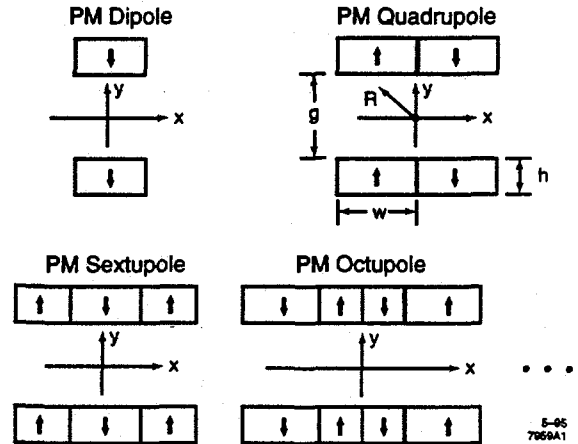 PM Dipole
y
x
PM Quadrupole
g
R
y
x
h
w
PM Sextupole
y
x
PM Octupole
y
x
• • •
5–95
7959A1